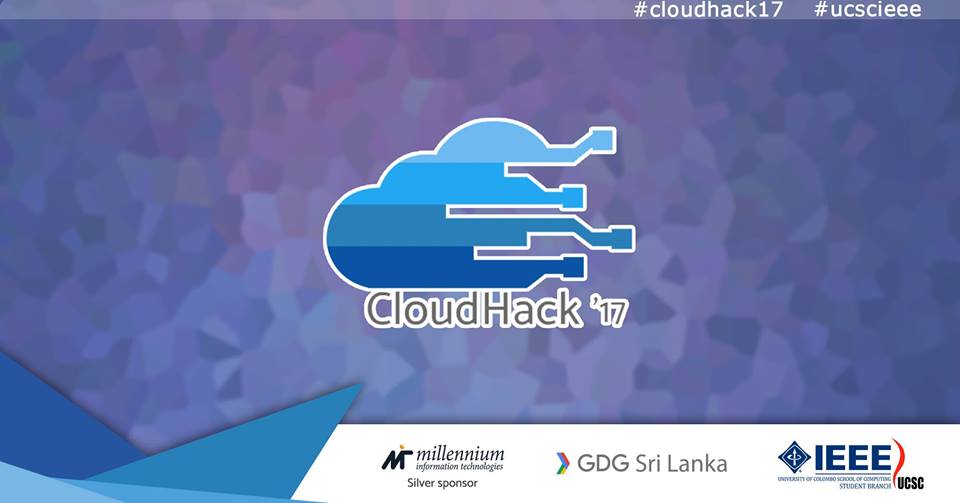 #cloudhack17 #ucscieee
CloudHack '17
millennium
information technologies
Silver sponsor
GDG Sri Lanka
IEEE
UNIVERSITY OF COLOMBO SCHOOL OF COMPUTING
STUDENT BRANCH
UCSC